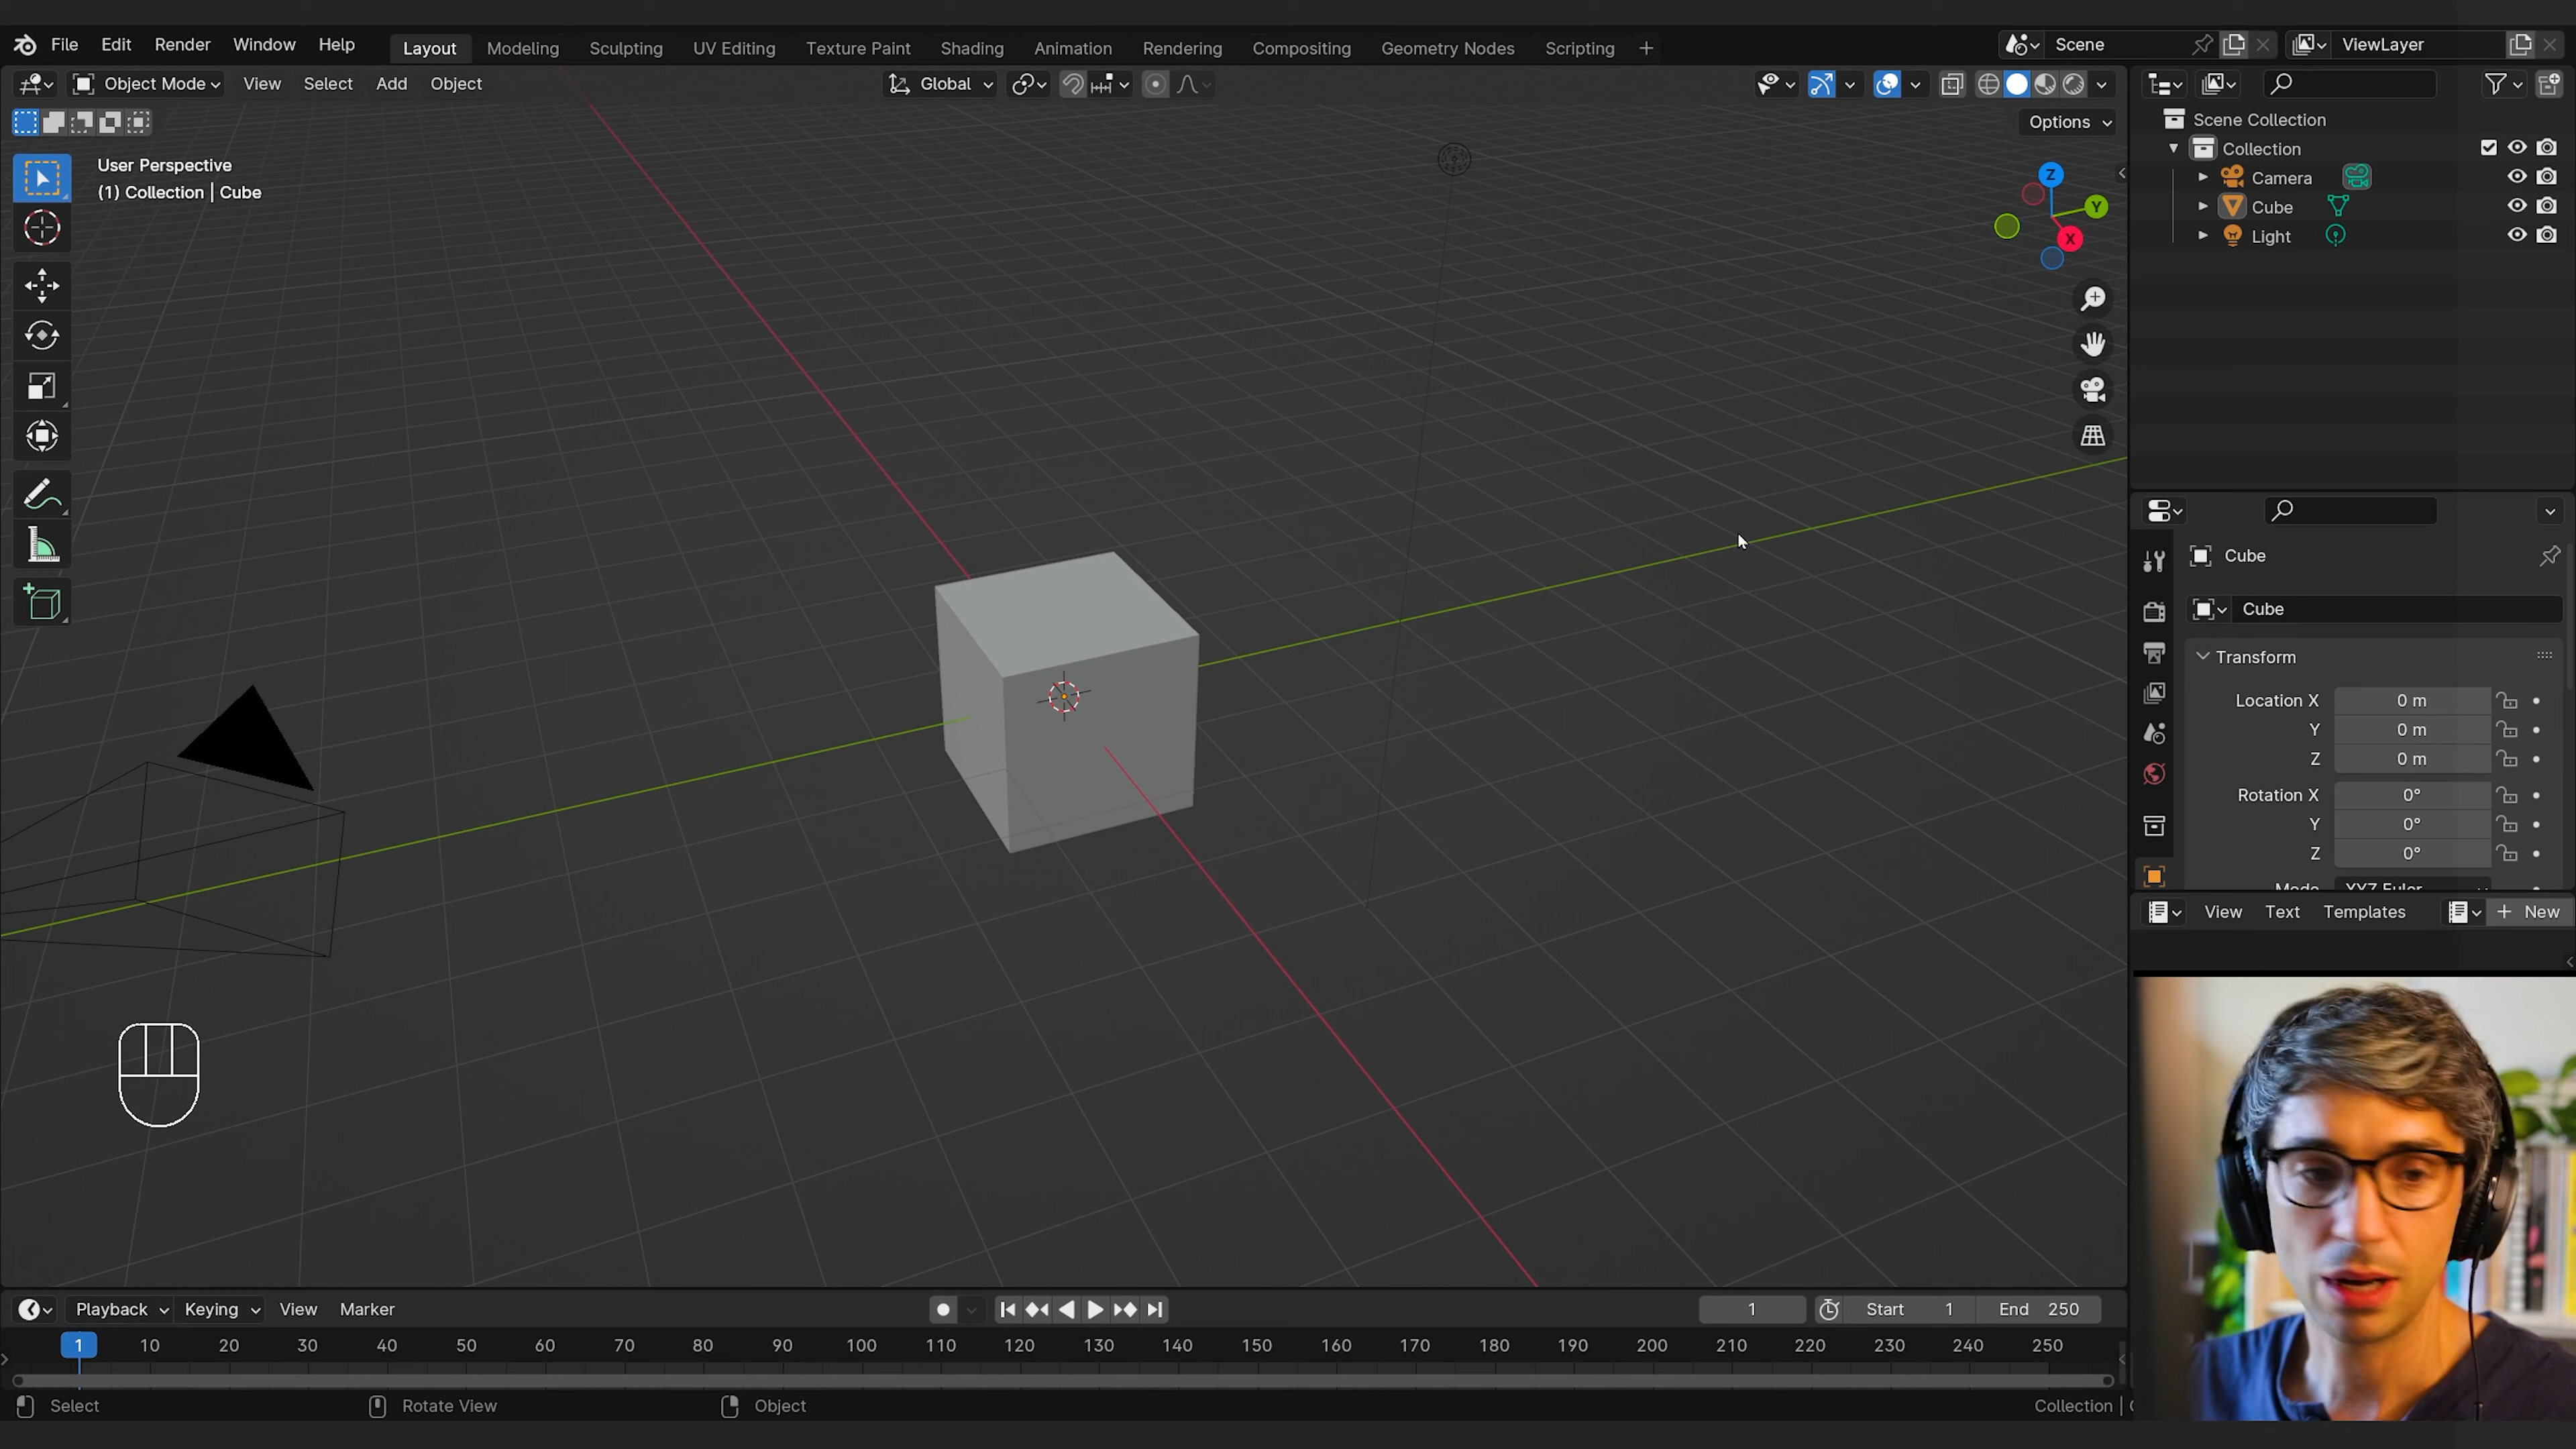 File Edit Render Window Help Layout Modeling Sculpting UV Editing Texture Paint Shading Animation Rendering Compositing Geometry Nodes Scripting + Scene ViewLayer
Object Mode View Select Add Object Global
Options
User Perspective
(1) Collection | Cube
Z
Y
X
Scene Collection
Collection
Camera
Cube
Light
Cube
Cube
Transform
Location X 0 m
Y 0 m
Z 0 m
Rotation X 0°
Y 0°
Z 0°
Mode XYZ Euler
View Text Templates + New
Playback Keying View Marker 1 Start 1 End 250
1 10 20 30 40 50 60 70 80 90 100 110 120 130 140 150 160 170 180 190 200 210 220 230 240 250
Select Rotate View Object Collection |